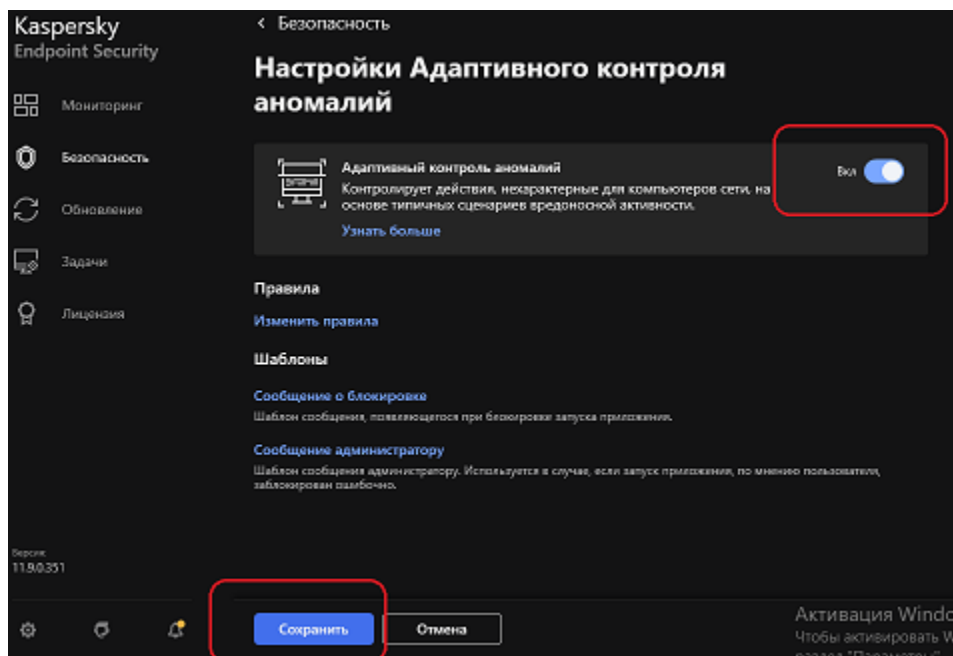 Kaspersky
Endpoint Security
Мониторинг
Безопасность
Обновление
Задачи
Лицензия
Версия:
11.9.0.351
< Безопасность
Настройки Адаптивного контроля
аномалий
Адаптивный контроль аномалий
Контролирует действия, нехарактерные для компьютеров сети, на
основе типичных сценариев вредоносной активности.
Узнать больше
Вкл
Правила
Изменить правила
Шаблоны
Сообщение о блокировке
Шаблон сообщения, появляющегося при блокировке запуска приложения.
Сообщение администратору
Шаблон сообщения администратору. Используется в случае, если запуск приложения, по мнению пользователя,
заблокирован ошибочно.
Сохранить
Отмена
Активация Windo
Чтобы активировать W
раздел "Параметры".